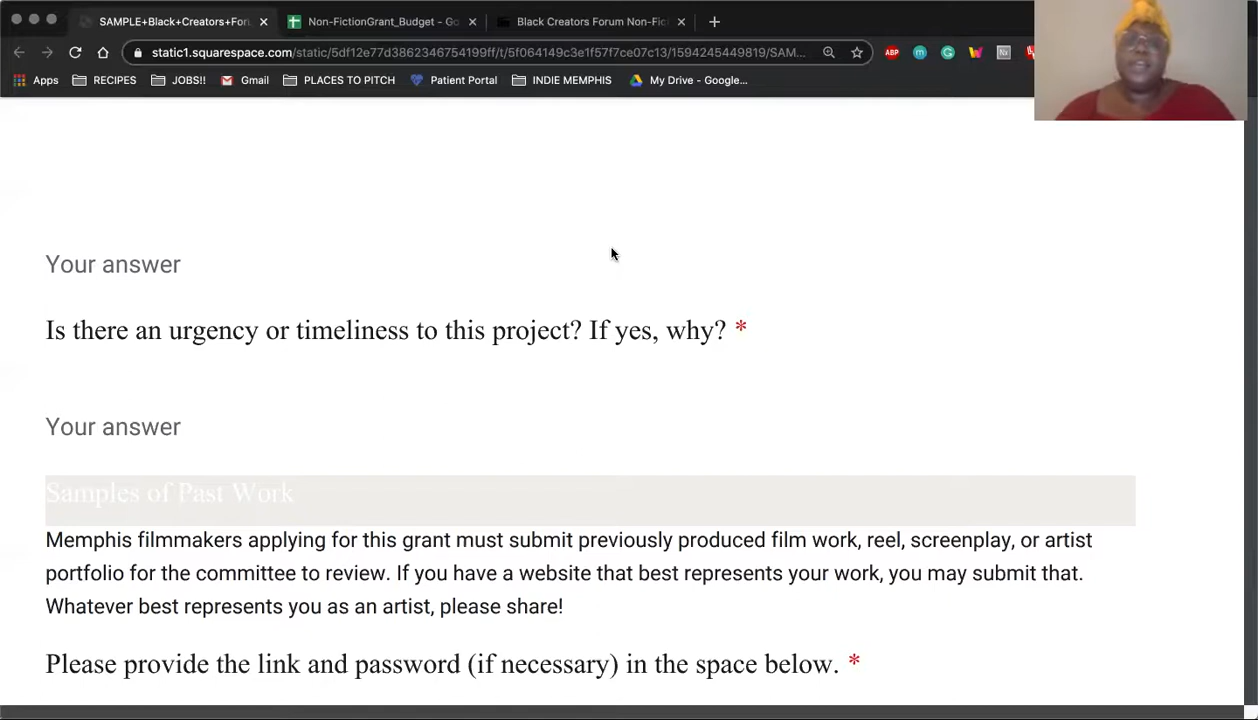 SAMPLE+Black+Creators+For
Non-FictionGrant_Budget - Go
Black Creators Forum Non-Fic
static1.squarespace.com/static/5df12e77d3862346754199ff/t/5f064149c3e1f57f7ce07c13/1594245449819/SAM...
ABP
Apps
RECIPES
JOBS!!
Gmail
PLACES TO PITCH
Patient Portal
INDIE MEMPHIS
My Drive - Google...
Your answer
Is there an urgency or timeliness to this project? If yes, why? *
Your answer
Samples of Past Work
Memphis filmmakers applying for this grant must submit previously produced film work, reel, screenplay, or artist
portfolio for the committee to review. If you have a website that best represents your work, you may submit that.
Whatever best represents you as an artist, please share!
Please provide the link and password (if necessary) in the space below. *